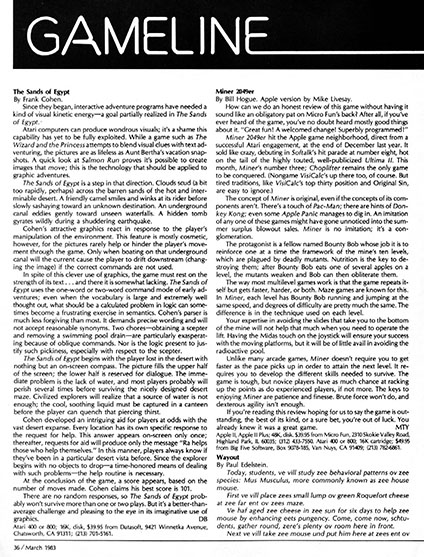 GAMELINE
The Sands of Egypt
By Frank Cohen.
Since they began, interactive adventure programs have needed a
kind of visual kinetic energy—a goal partially realized in The Sands
of Egypt.
Atari computers can produce wondrous visuals; it's a shame this
capability has yet to be fully exploited. While a game such as The
Wizard and the Princess attempts to blend visual clues with text ad-
venturing, the pictures are as lifeless as Aunt Bertha's vacation snap-
shots. A quick look at Salmon Run proves it's possible to create
images that move; this is the technology that should be applied to
graphic adventures.
The Sands of Egypt is a step in that direction. Clouds stud (a bit
too rapidly, perhaps) across the barren sands of the hot and inter-
minable desert. A friendly camel smiles and winks at its rider before
slowly sashaying toward an unknown destination. An underground
canal eddies gently toward unseen waterfalls. A hidden tomb
gyrates wildly during a shuddering earthquake.
Cohen's attractive graphics react in response to the player's
manipulation of the environment. This feature is mostly cosmetic,
however, for the pictures rarely help or hinder the player's move-
ment through the game. Only when boating on that underground
canal will the current cause the player to drift downstream (chang-
ing the image) if the correct commands are not used.
In spite of this clever use of graphics, the game must rest on the
strength of its text . . . and there it is somewhat lacking. The Sands of
Egypt uses the one-word or two-word command mode of early ad-
ventures; even when the vocabulary is large and extremely well
thought out, what should be a calculated problem in logic can some-
times become a frustrating exercise in semantics. Cohen's parser is
much less forgiving than most. It demands precise wording and will
not accept reasonable synonyms. Two chores—obtaining a scepter
and removing a swimming pool drain—are particularly exasperat-
ing because of oblique commands. Nor is the logic present to jus-
tify such pickiness, especially with respect to the scepter.
The Sands of Egypt begins with the player lost in the desert with
nothing but an on-screen compass. The picture fills the upper half
of the screen; the lower half is reserved for dialogue. The imme-
diate problem is the lack of water, and most players probably will
perish several times before surviving the nicely designed desert
maze. Civilized explorers will realize that a source of water is not
enough; the cool, soothing liquid must be captured in a canteen
before the player can quench that piercing thirst.
Cohen developed an intriguing aid for players at odds with the
vast desert expanse. Every location has its own specific response to
the request for help. This answer appears on-screen only once;
thereafter, requests for aid will produce only the message "Ra helps
those who help themselves." In this manner, players always know if
they've been in a particular desert vista before. Since the explorer
begins with no objects to drop—a time-honored means of dealing
with such problems—the help routine is necessary.
At the conclusion of the game, a score appears, based on the
number of moves made. Cohen claims his best score is 101.
There are no random responses, so The Sands of Egypt prob-
ably won't survive more than one or two plays. But it's a better-than-
average challenge and pleasing to the eye in its imaginative use of
graphics. DB
Atari 400 or 800; 16K, disk, $39.95 from Datasoft, 9421 Winnetka Avenue,
Chatsworth, CA 91311; (213) 701-5161.
Miner 2049er
By Bill Hogue. Apple version by Mike Livesay.
How can we do an honest review of this game without having it
sound like an obligatory pat on Micro Fun's back? After all, if you've
ever heard of the game, you've no doubt heard mostly good things
about it. "Great fun! A welcomed change! Superbly programmed!"
Miner 2049er hit the Apple game neighborhood, direct from a
successful Atari engagement, at the end of December last year. It
sold like crazy, debuting in Softalk's hit parade at number eight, hot
on the tail of the highly touted, well-publicized Ultima II. This
month, Miner's number three; Choplifter remains the only game
to be conquered. (Nongame VisiCalc's up there too, of course. But
tired traditions, like VisiCalc's top thirty position and Original Sin,
are easy to ignore.)
The concept of Miner is original, even if the concepts of its com-
ponents aren't. There's a touch of Pac-Man; there are hints of Don-
key Kong; even some Apple Panic manages to dig in. An imitation
of any one of these games might have gone unnoticed into the sum-
mer surplus blowout sales. Miner is no imitation; it's a con-
glomeration.
The protagonist is a fellow named Bounty Bob whose job it is to
reinforce one at a time the framework of the mine's ten levels,
which are plagued by deadly mutants. Nutrition is the key to de-
stroying them; after Bounty Bob eats one of several apples on a
level, the mutants weaken and Bob can then obliterate them.
The way most multilevel games work is that the game repeats it-
self but gets faster, harder, or both. Maze games are known for this.
In Miner, each level has Bounty Bob running and jumping at the
same speed, and degrees of difficulty are pretty much the same. The
difference is in the technique used on each level.
Your expertise in avoiding the slides that take you to the bottom
of the mine will not help that much when you need to operate the
lift. Having the Midas touch on the joystick will ensure your success
with the moving platforms, but it will be of little avail in avoiding the
radioactive pool.
Unlike many arcade games, Miner doesn't require you to get
faster as the pace picks up in order to attain the next level. It re-
quires you to develop the different skills needed to survive. The
game is tough, but novice players have as much chance at racking
up the points as do experienced players, if not more. The keys to
enjoying Miner are patience and finesse. Brute force won't do, and
dexterous agility isn't enough.
If you're reading this review hoping for us to say the game is out-
standing, the best of its kind, or a sure bet, you're out of luck. You
already knew it was a great game. MTY
Apple II, Apple II Plus; 48K, disk. $39.95 from Micro Fun, 2310 Skokie Valley Road,
Highland Park, IL 60035; (312) 433-7550. Atari 400 or 800; 16K cartridge; $49.95
from Big Five Software, Box 9078-185, Van Nuys, CA 91409; (213) 782-6861.
Wayout
By Paul Edelstein.
Today, students, ve vill study zee behavioral patterns ov zee
species: Mus Musculus, more commonly known as zee house
mouse.
First ve vill place zees small lump uv green Roquefort cheese
at zee far ent ov zees maze.
Ve haf aged zee cheese in zee sun for six days to help zee
mouse by enhancing eets pungency. Come, come now, schtu-
dents, gather round, zere's plenty ov room here in front.
Next ve vill take zee mouse und put him here at zees ent ov
36 / March 1983